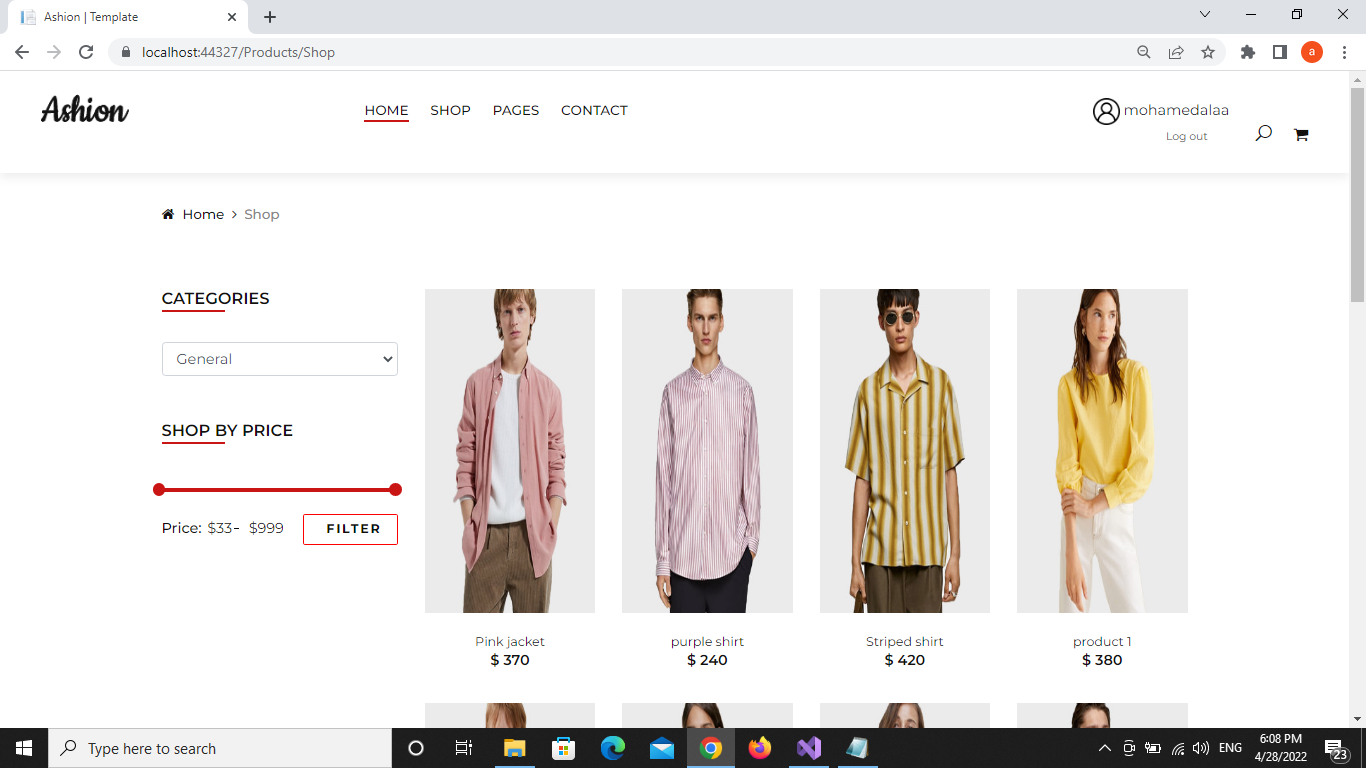 Ashion | Template
localhost:44327/Products/Shop
a
Ashion
HOME SHOP PAGES CONTACT
mohamedalaa
Log out
Home > Shop
CATEGORIES
General
SHOP BY PRICE
Price: $33- $999 FILTER
Pink jacket
$ 370
purple shirt
$ 240
Striped shirt
$ 420
product 1
$ 380
Type here to search
ENG
6:08 PM
4/28/2022
23